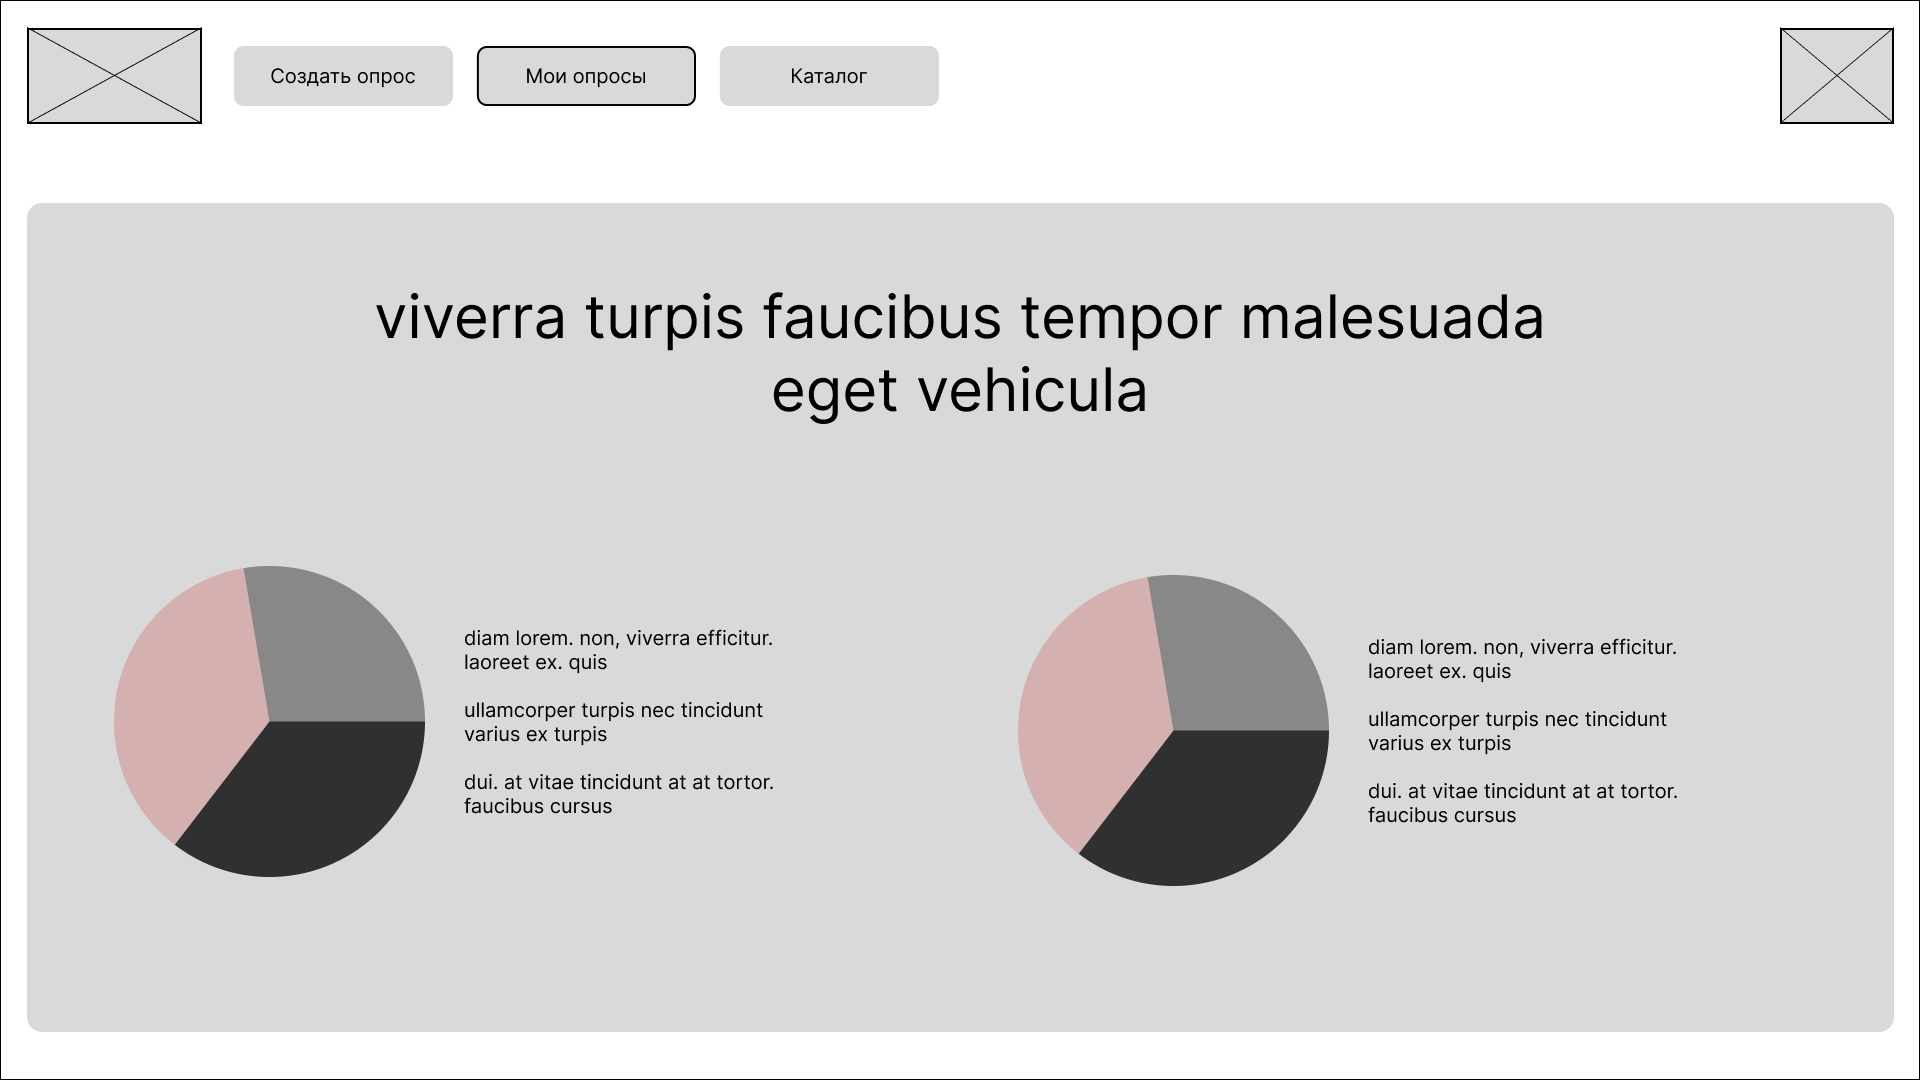 Создать опрос
Мои опросы
Каталог
viverra turpis faucibus tempor malesuada
eget vehicula
diam lorem. non, viverra efficitur.
laoreet ex. quis
ullamcorper turpis nec tincidunt
varius ex turpis
dui. at vitae tincidunt at at tortor.
faucibus cursus
diam lorem. non, viverra efficitur.
laoreet ex. quis
ullamcorper turpis nec tincidunt
varius ex turpis
dui. at vitae tincidunt at at tortor.
faucibus cursus